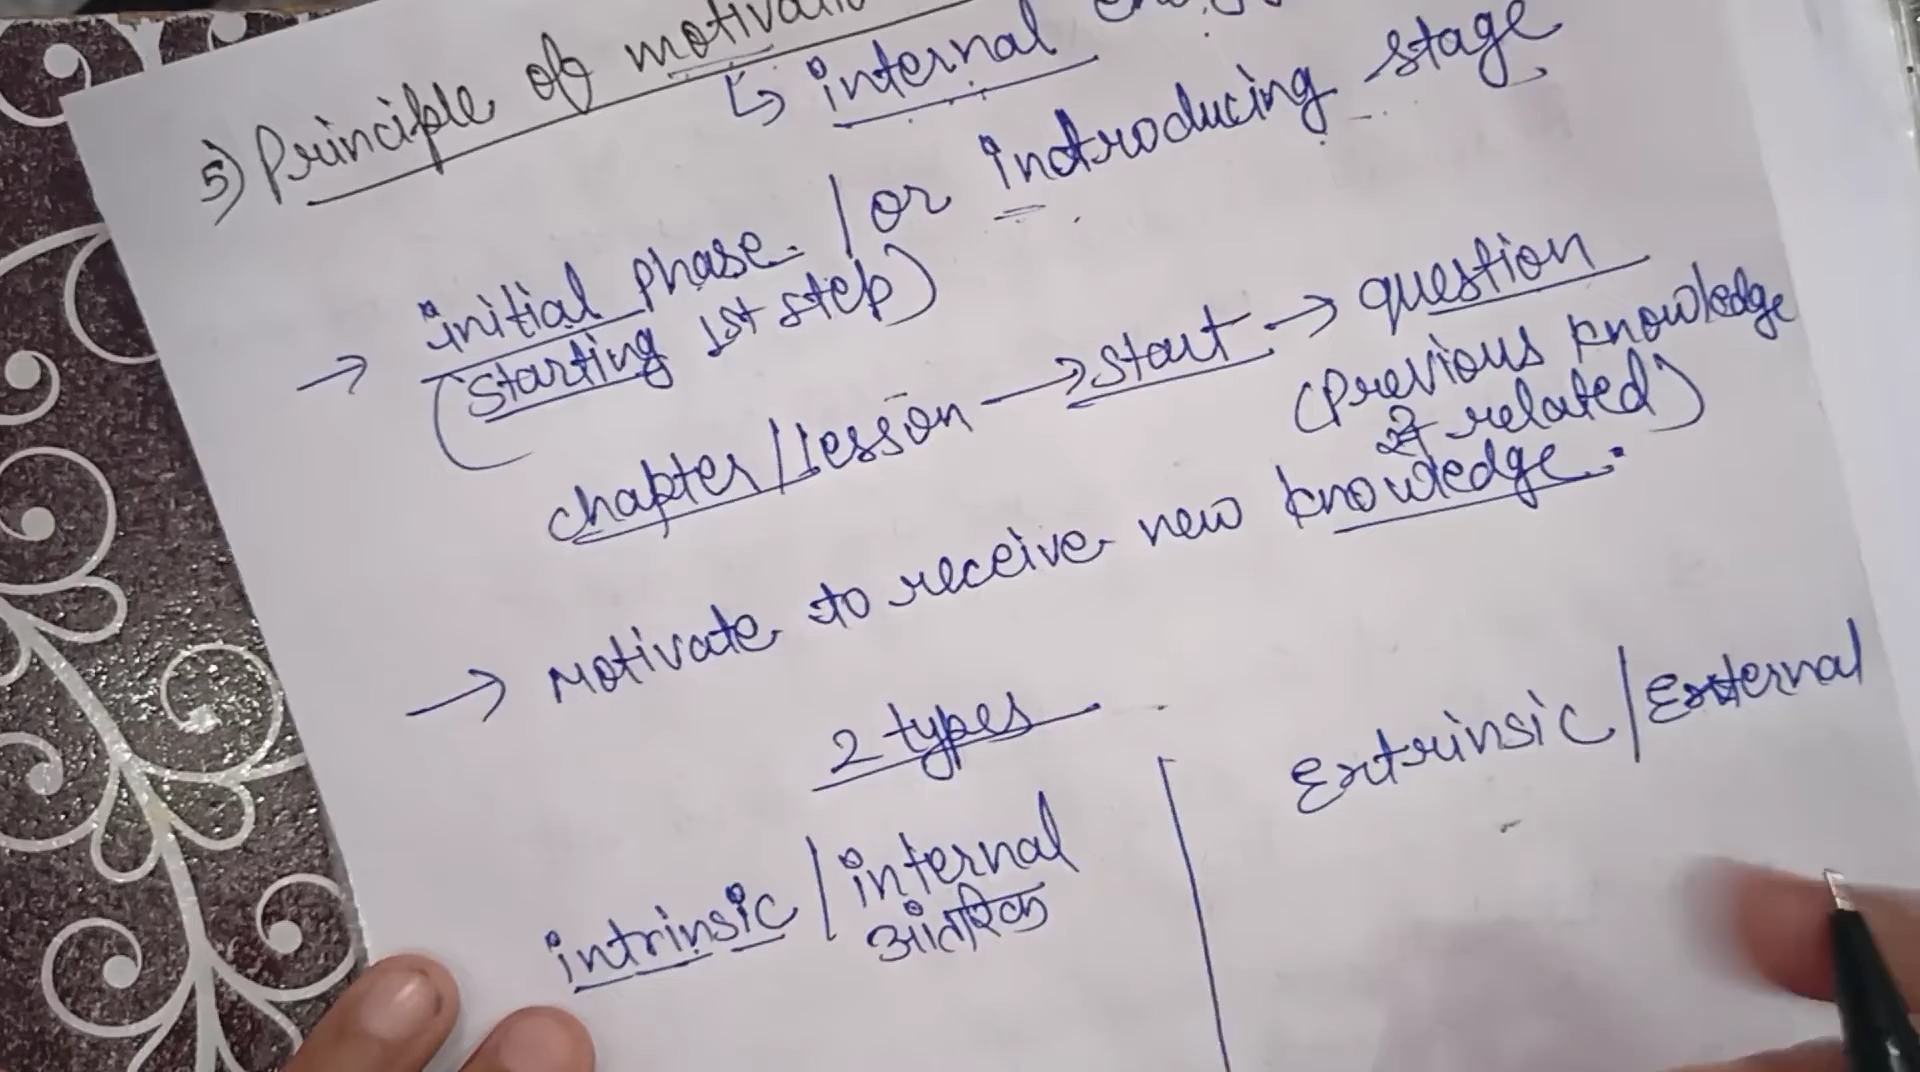 5) Principle of
↳ internal
→ initial phase / or introducing stage
(starting 1st step)
chapter/lesson → start → question
(Previous knowledge
से related)
→ Motivate to receive new knowledge.
2 types
intrinsic / internal
आंतरिक
Extrinsic / External